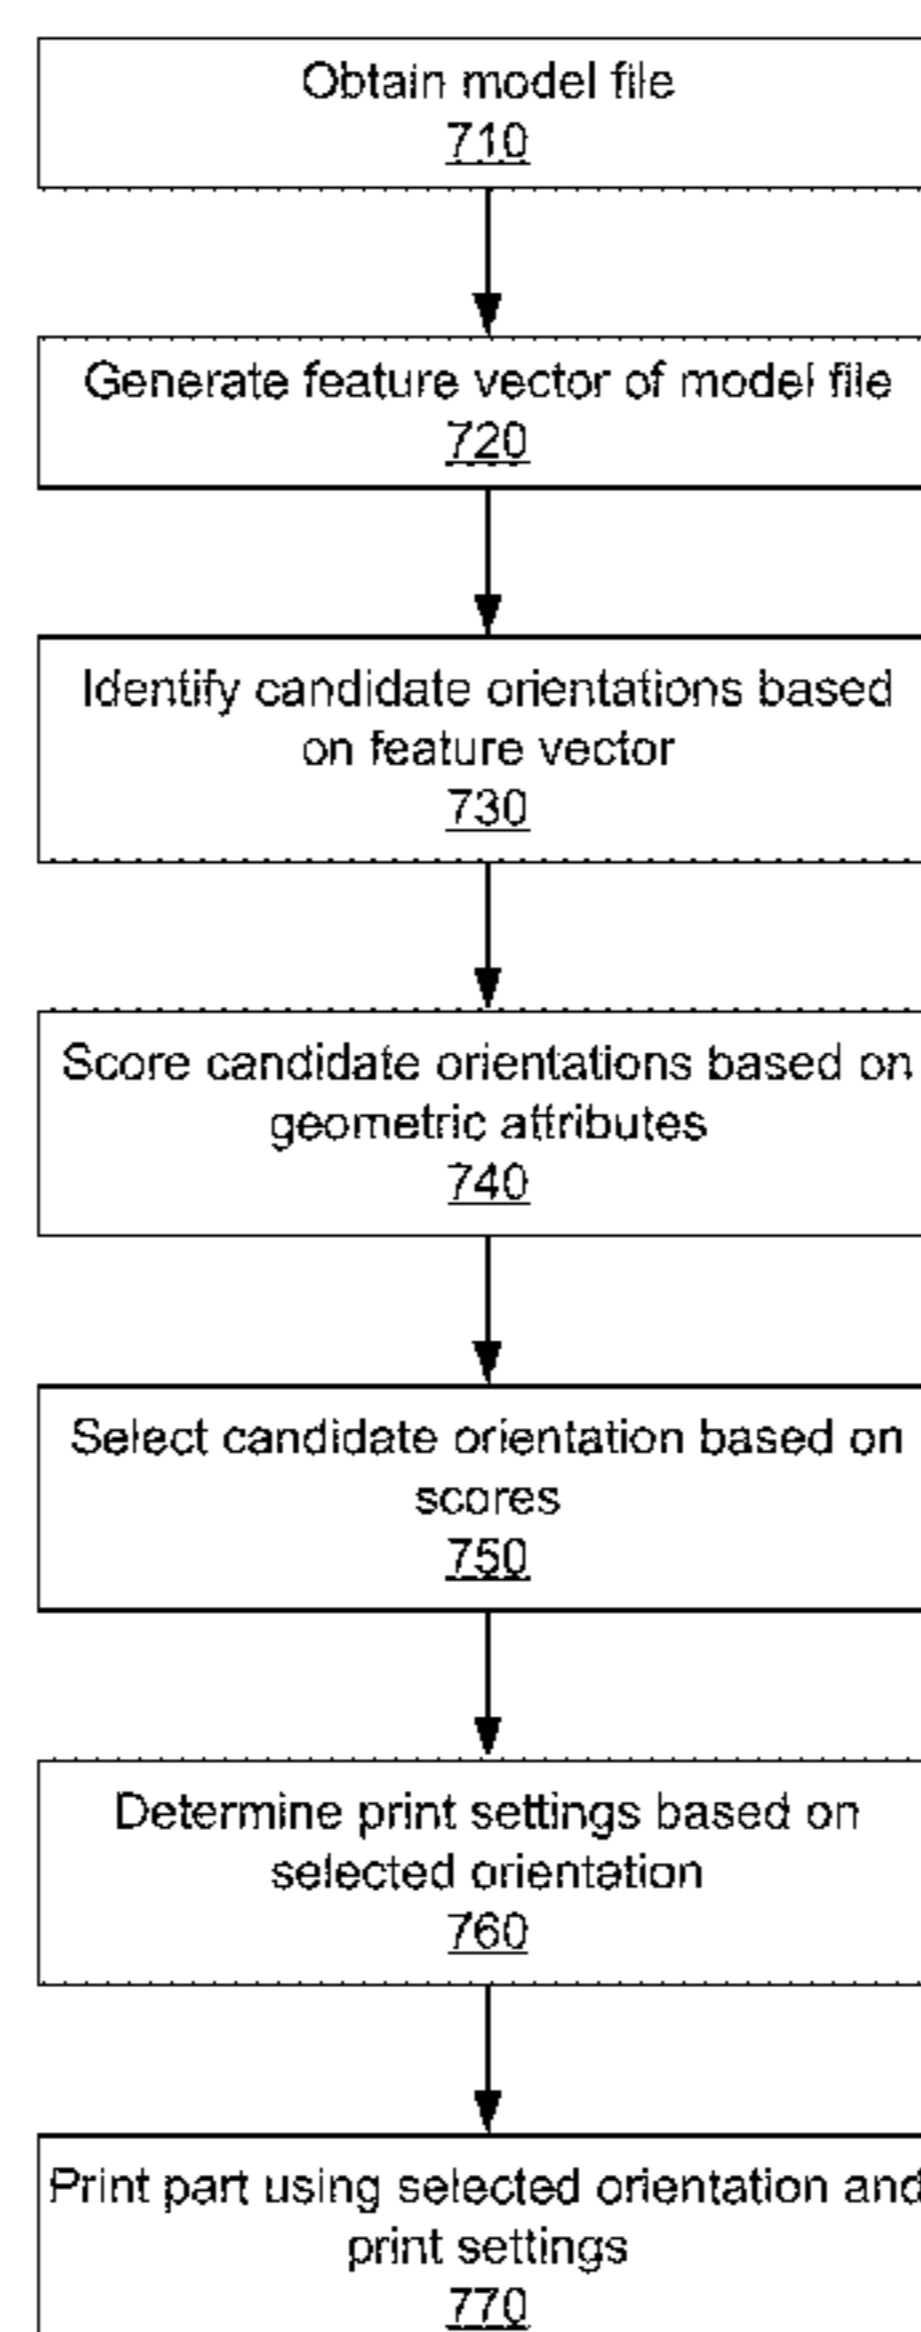 Obtain model file
710
Generate feature vector of model file
720
Identify candidate orientations based
on feature vector
730
Score candidate orientations based on
geometric attributes
740
Select candidate orientation based on
scores
750
Determine print settings based on
selected orientation
760
Print part using selected orientation and
print settings
770